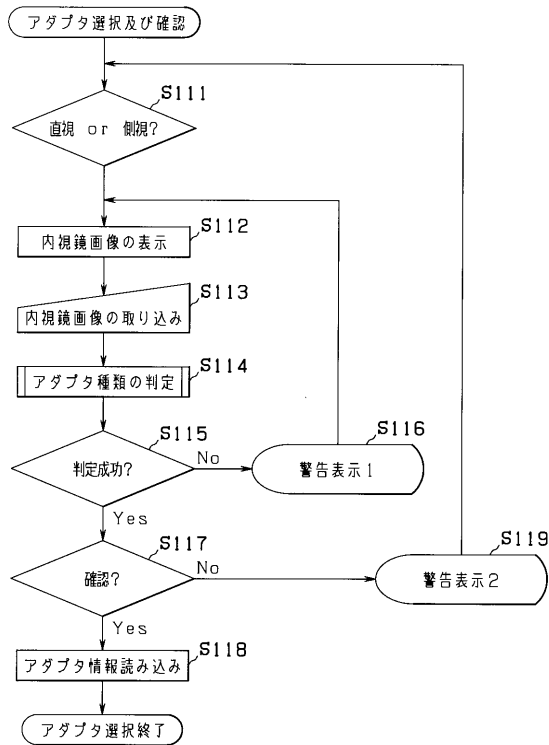 アダプタ選択及び確認
S111
直視 or 側視?
S112
内視鏡画像の表示
S113
内視鏡画像の取り込み
S114
アダプタ種類の判定
S115
判定成功?
No
S116
警告表示1
Yes
S117
確認?
No
S119
警告表示2
Yes
S118
アダプタ情報読み込み
アダプタ選択終了